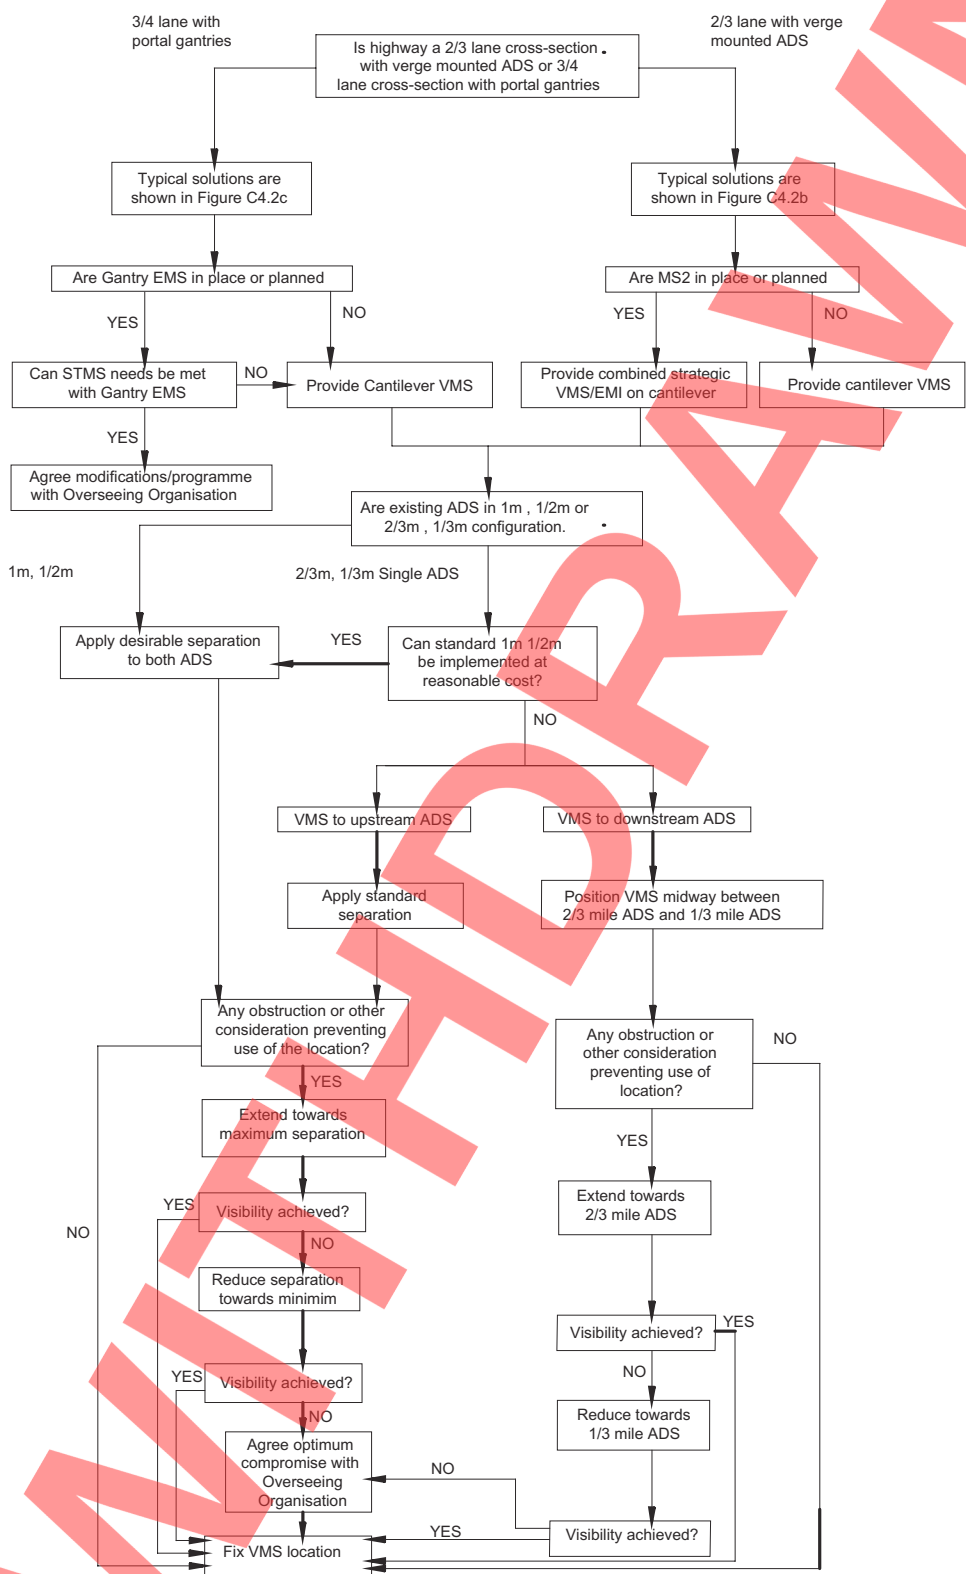 3/4 lane with
portal gantries
2/3 lane with verge
mounted ADS
Is highway a 2/3 lane cross-section
with verge mounted ADS or 3/4
lane cross-section with portal gantries
Typical solutions are
shown in Figure C4.2c
Typical solutions are
shown in Figure C4.2b
Are Gantry EMS in place or planned
Are MS2 in place or planned
YES
NO
YES
NO
Can STMS needs be met
with Gantry EMS
NO
Provide Cantilever VMS
Provide combined strategic
VMS/EMI on cantilever
Provide cantilever VMS
YES
Agree modifications/programme
with Overseeing Organisation
Are existing ADS in 1m , 1/2m or
2/3m , 1/3m configuration.
1m, 1/2m
2/3m, 1/3m Single ADS
Apply desirable separation
to both ADS
YES
Can standard 1m 1/2m
be implemented at
reasonable cost?
NO
VMS to upstream ADS
VMS to downstream ADS
Apply standard
separation
Position VMS midway between
2/3 mile ADS and 1/3 mile ADS
Any obstruction or other
consideration preventing
use of the location?
Any obstruction or
other consideration
preventing use of
location?
NO
YES
Extend towards
maximum separation
YES
Extend towards
2/3 mile ADS
YES
Visibility achieved?
NO
NO
Reduce separation
towards minimim
Visibility achieved?
YES
YES
Visibility achieved?
NO
NO
Reduce towards
1/3 mile ADS
Agree optimum
compromise with
Overseeing
Organisation
NO
Visibility achieved?
YES
Fix VMS location
WITHDRAWN